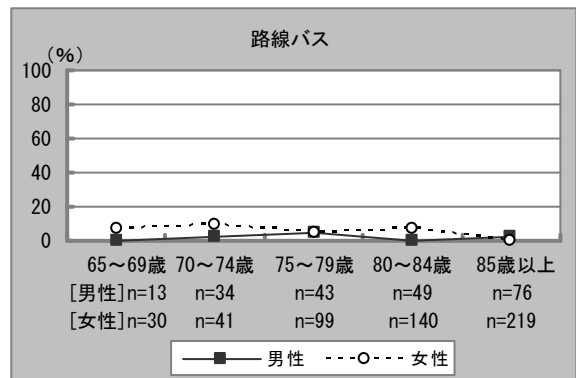 路線バス
(%)
100
80
60
40
20
0
65～69歳 70～74歳 75～79歳 80～84歳 85歳以上
[男性]n=13 n=34 n=43 n=49 n=76
[女性]n=30 n=41 n=99 n=140 n=219
男性 女性